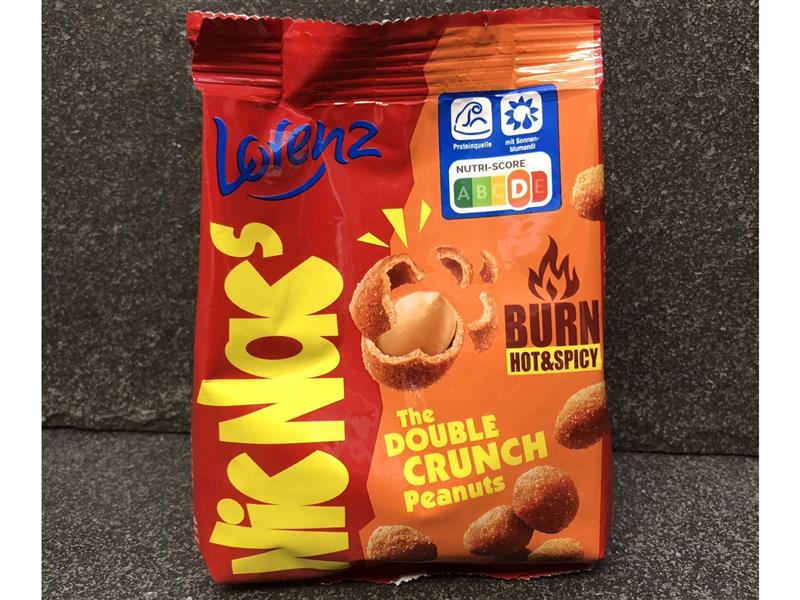 Lorenz
NicNac's
Proteinquelle
mit Sonnen-
blumenöl
NUTRI-SCORE
A B C D E
BURN
HOT&SPICY
The
DOUBLE
CRUNCH
Peanuts